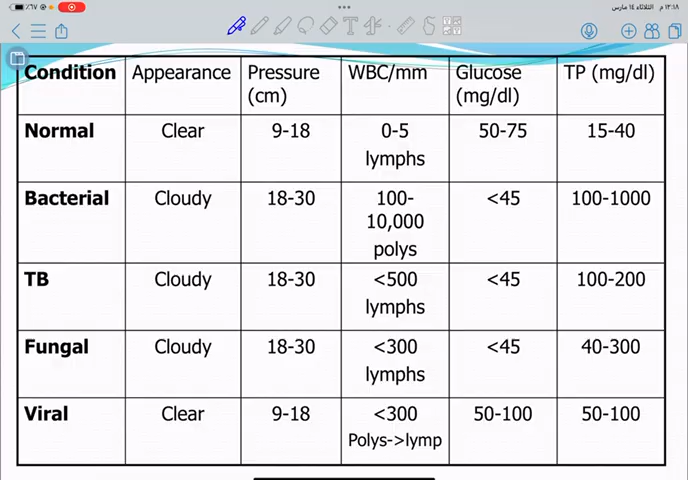 ٪٦٧
١٢:١٨ م الثلاثاء ١٤ مارس
Condition Appearance Pressure (cm) WBC/mm Glucose (mg/dl) TP (mg/dl)
Normal Clear 9-18 0-5 lymphs 50-75 15-40
Bacterial Cloudy 18-30 100-10,000 polys <45 100-1000
TB Cloudy 18-30 <500 lymphs <45 100-200
Fungal Cloudy 18-30 <300 lymphs <45 40-300
Viral Clear 9-18 <300 Polys->lymp 50-100 50-100